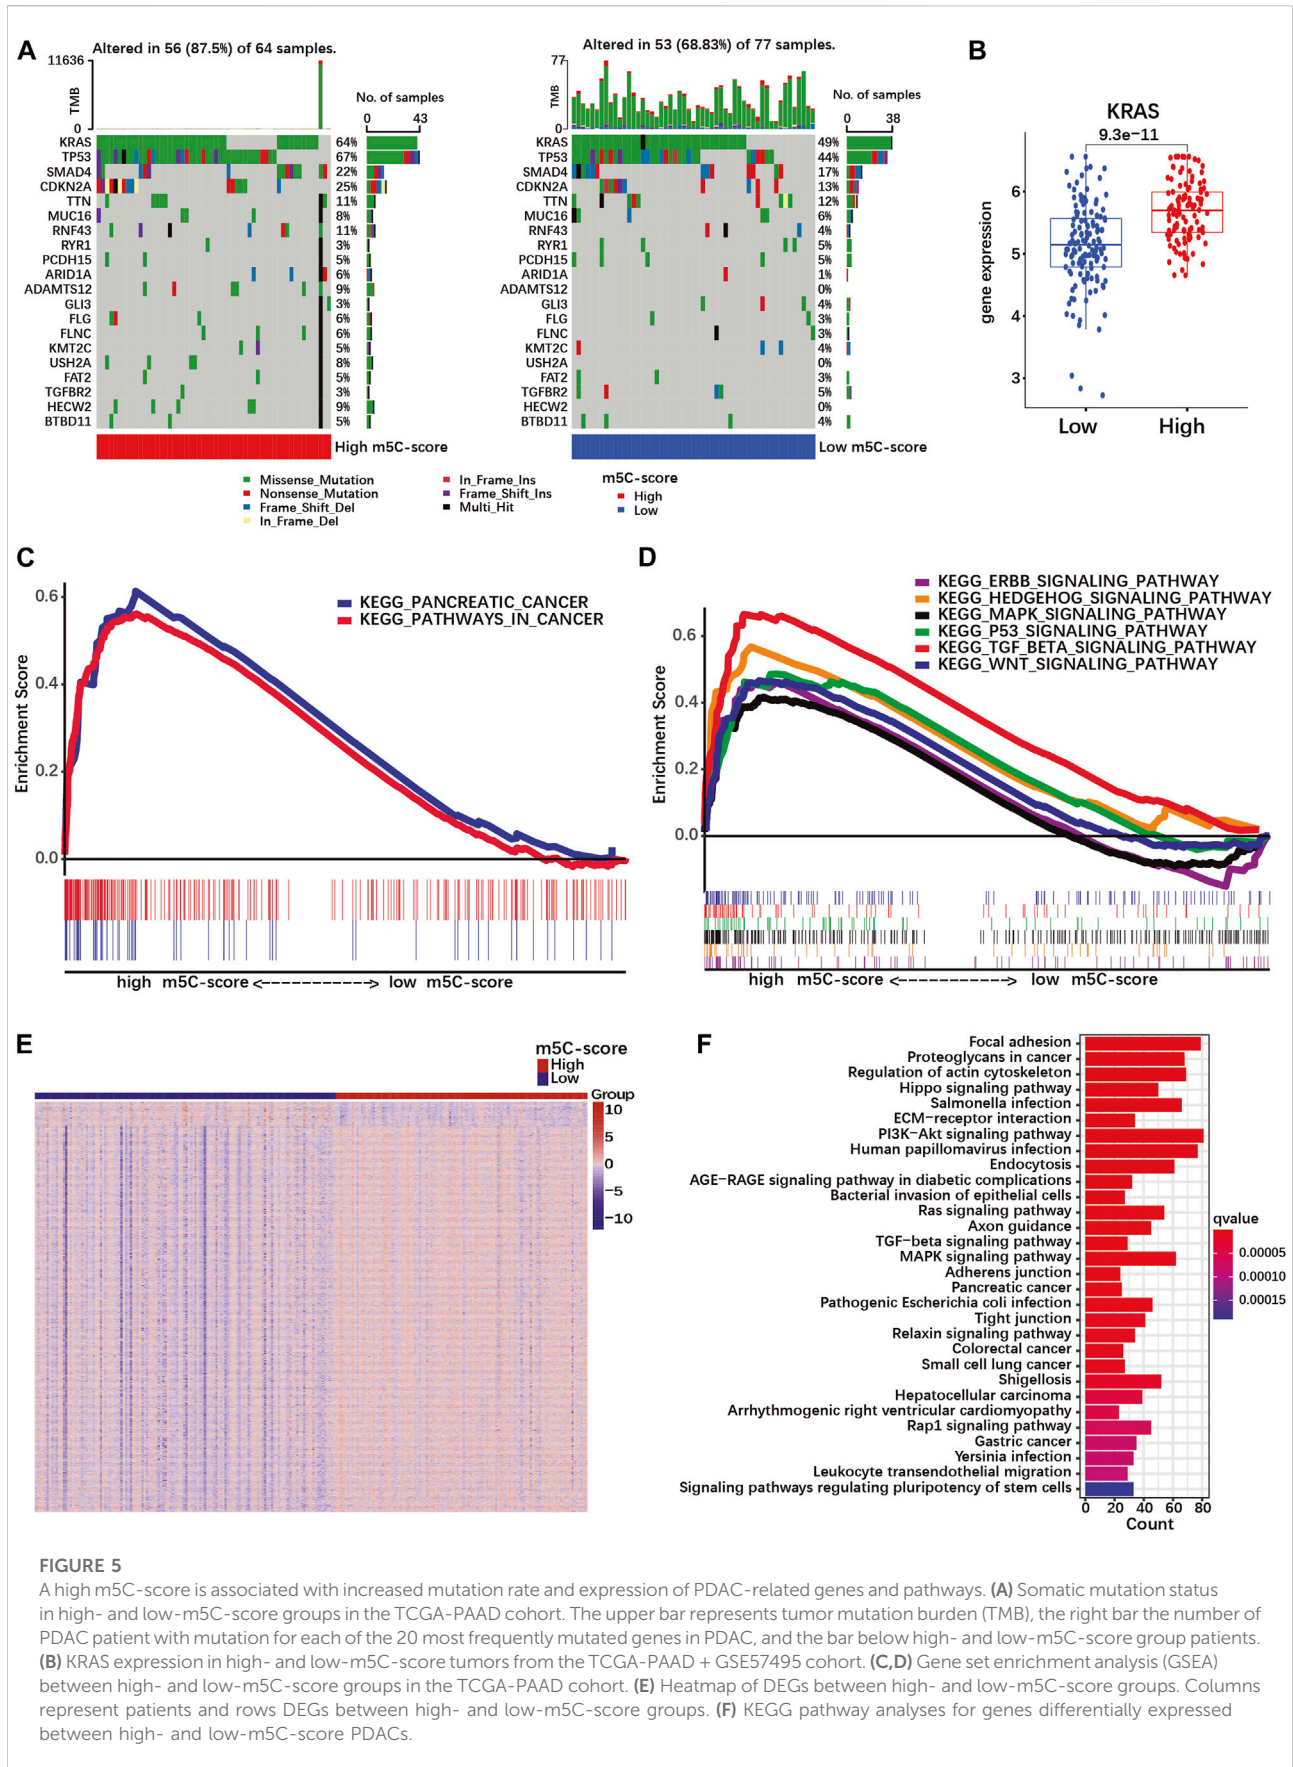 A
Altered in 56 (87.5%) of 64 samples.
11636
TMB
0
No. of samples
0 43
KRAS 64%
TP53 67%
SMAD4 22%
CDKN2A 25%
TTN 11%
MUC16 8%
RNF43 11%
RYR1 3%
PCDH15 5%
ARID1A 6%
ADAMTS12 9%
GLI3 3%
FLG 6%
FLNC 6%
KMT2C 5%
USH2A 8%
FAT2 5%
TGFBR2 3%
HECW2 9%
BTBD11 5%
High m5C-score
Altered in 53 (68.83%) of 77 samples.
77
TMB
0
No. of samples
0 38
KRAS 49%
TP53 44%
SMAD4 17%
CDKN2A 13%
TTN 12%
MUC16 6%
RNF43 4%
RYR1 5%
PCDH15 5%
ARID1A 1%
ADAMTS12 0%
GLI3 4%
FLG 3%
FLNC 3%
KMT2C 4%
USH2A 0%
FAT2 3%
TGFBR2 5%
HECW2 0%
BTBD11 4%
Low m5C-score
Missense_Mutation
Nonsense_Mutation
Frame_Shift_Del
In_Frame_Del
In_Frame_Ins
Frame_Shift_Ins
Multi_Hit
m5C-score
High
Low
B
KRAS
9.3e-11
gene expression
6
5
4
3
Low High
C
KEGG_PANCREATIC_CANCER
KEGG_PATHWAYS_IN_CANCER
Enrichment Score
0.6
0.4
0.2
0.0
high m5C-score<----------->low m5C-score
D
KEGG_ERBB_SIGNALING_PATHWAY
KEGG_HEDGEHOG_SIGNALING_PATHWAY
KEGG_MAPK_SIGNALING_PATHWAY
KEGG_P53_SIGNALING_PATHWAY
KEGG_TGF_BETA_SIGNALING_PATHWAY
KEGG_WNT_SIGNALING_PATHWAY
Enrichment Score
0.6
0.4
0.2
0.0
high m5C-score <-----------> low m5C-score
E
m5C-score
High
Low
Group
10
5
0
−5
−10
F
Focal adhesion
Proteoglycans in cancer
Regulation of actin cytoskeleton
Hippo signaling pathway
Salmonella infection
ECM−receptor interaction
PI3K−Akt signaling pathway
Human papillomavirus infection
Endocytosis
AGE−RAGE signaling pathway in diabetic complications
Bacterial invasion of epithelial cells
Ras signaling pathway
Axon guidance
TGF−beta signaling pathway
MAPK signaling pathway
Adherens junction
Pancreatic cancer
Pathogenic Escherichia coli infection
Tight junction
Relaxin signaling pathway
Colorectal cancer
Small cell lung cancer
Shigellosis
Hepatocellular carcinoma
Arrhythmogenic right ventricular cardiomyopathy
Rap1 signaling pathway
Gastric cancer
Yersinia infection
Leukocyte transendothelial migration
Signaling pathways regulating pluripotency of stem cells
0 20 40 60 80
Count
qvalue
0.00005
0.00010
0.00015
FIGURE 5
A high m5C-score is associated with increased mutation rate and expression of PDAC-related genes and pathways. (A) Somatic mutation status
in high- and low-m5C-score groups in the TCGA-PAAD cohort. The upper bar represents tumor mutation burden (TMB), the right bar the number of
PDAC patient with mutation for each of the 20 most frequently mutated genes in PDAC, and the bar below high- and low-m5C-score group patients.
(B) KRAS expression in high- and low-m5C-score tumors from the TCGA-PAAD + GSE57495 cohort. (C,D) Gene set enrichment analysis (GSEA)
between high- and low-m5C-score groups in the TCGA-PAAD cohort. (E) Heatmap of DEGs between high- and low-m5C-score groups. Columns
represent patients and rows DEGs between high- and low-m5C-score groups. (F) KEGG pathway analyses for genes differentially expressed
between high- and low-m5C-score PDACs.